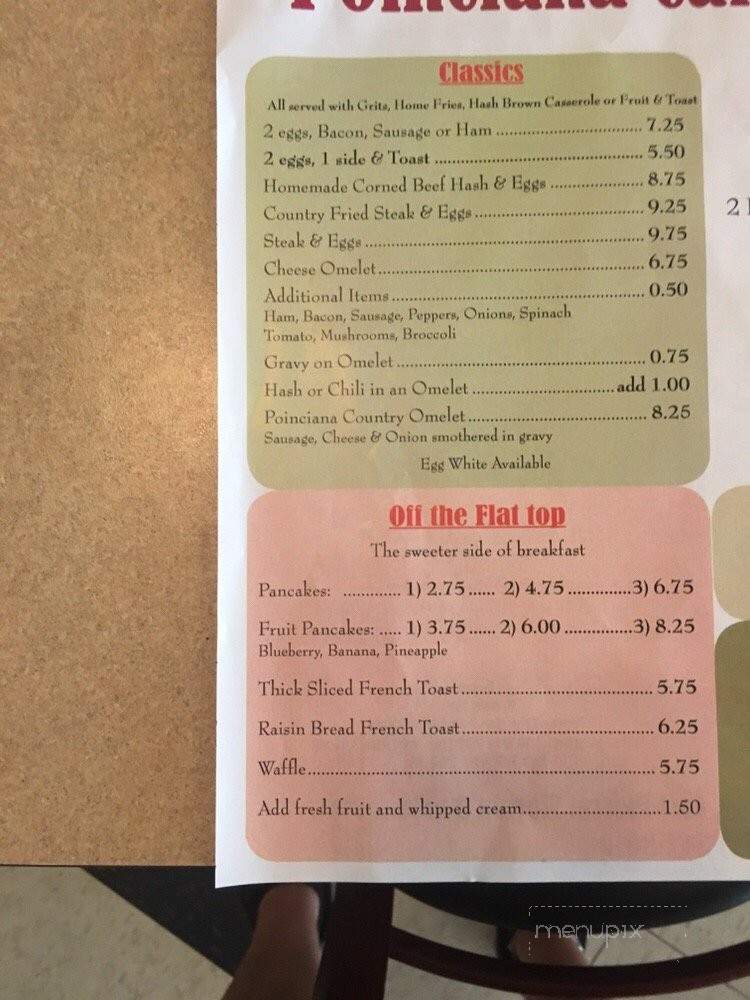 Poinciana
Classics
All served with Grits, Home Fries, Hash Brown Casserole or Fruit & Toast
2 eggs, Bacon, Sausage or Ham ................................ 7.25
2 eggs, 1 side & Toast ............................................... 5.50
Homemade Corned Beef Hash & Eggs ..................... 8.75
Country Fried Steak & Eggs ...................................... 9.25
Steak & Eggs ............................................................... 9.75
Cheese Omelet ............................................................ 6.75
Additional Items ......................................................... 0.50
Ham, Bacon, Sausage, Peppers, Onions, Spinach
Tomato, Mushrooms, Broccoli
Gravy on Omelet ........................................................ 0.75
Hash or Chili in an Omelet ................................ add 1.00
Poinciana Country Omelet ......................................... 8.25
Sausage, Cheese & Onion smothered in gravy
Egg White Available
Off the Flat top
The sweeter side of breakfast
Pancakes: ............. 1) 2.75 ...... 2) 4.75 .............. 3) 6.75
Fruit Pancakes: ..... 1) 3.75 ...... 2) 6.00 ............... 3) 8.25
Blueberry, Banana, Pineapple
Thick Sliced French Toast ........................................... 5.75
Raisin Bread French Toast ........................................... 6.25
Waffle .............................................................................. 5.75
Add fresh fruit and whipped cream ............................... 1.50
2
menupix